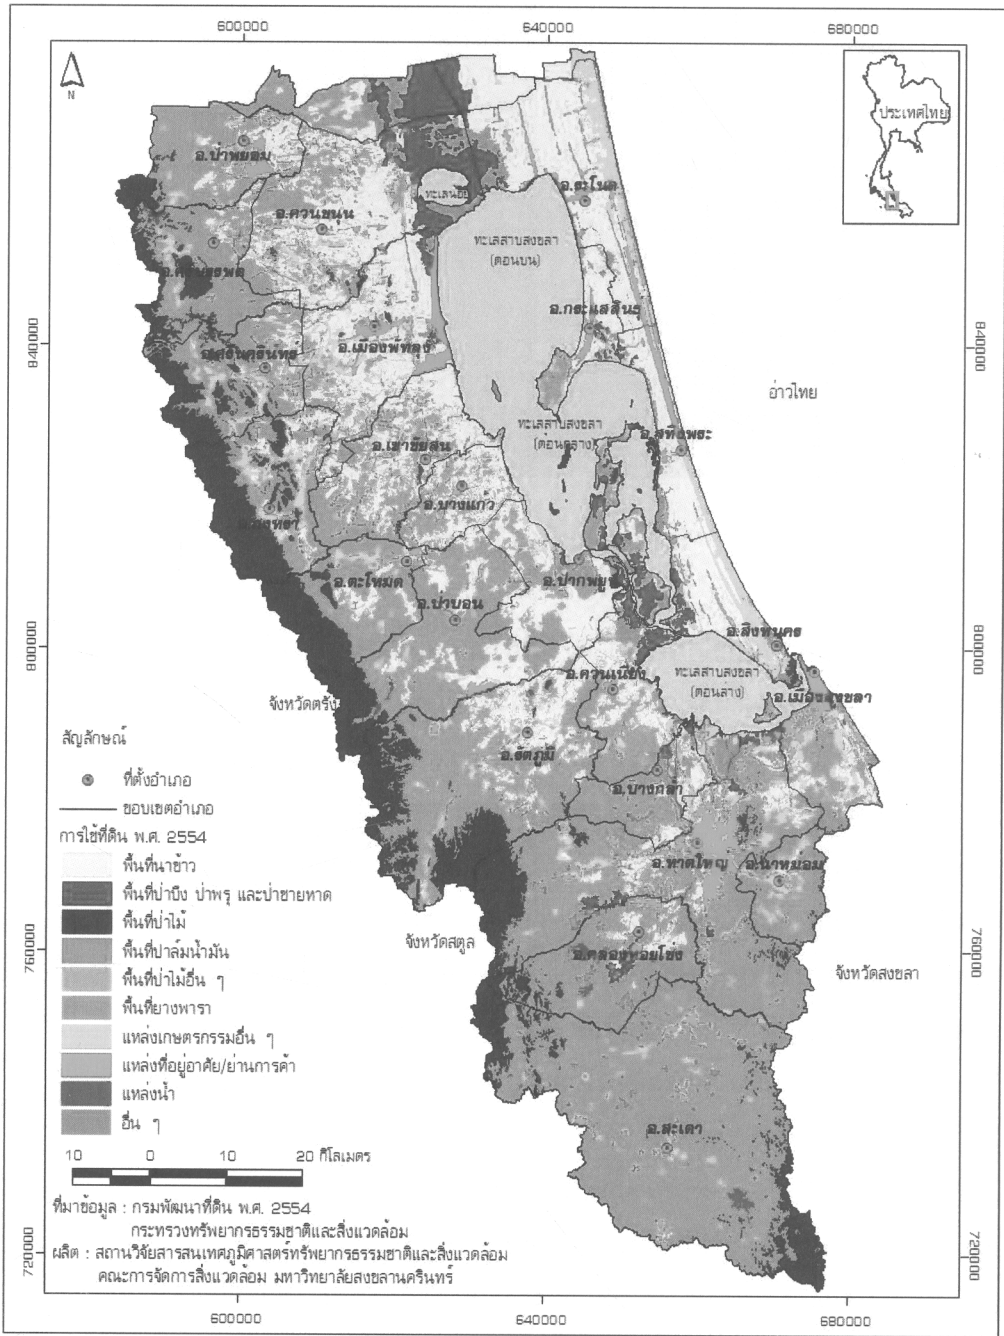 600000
640000
680000
N
ประเทศไทย
อ.ป่าพยอม
ทะเลน้อย
อ.ระโนด
อ.ควนขนุน
ทะเลสาบสงขลา
(ตอนบน)
อ.ศรีบรรพต
อ.กระแสสินธุ์
840000
840000
อ.เมืองพัทลุง
อ.ศรีนครินทร์
อ่าวไทย
ทะเลสาบสงขลา
(ตอนกลาง)
อ.สทิงพระ
อ.เขาชัยสน
อ.บางแก้ว
อ.กงหรา
อ.ตะโหมด
อ.ปากพยูน
อ.ป่าบอน
800000
800000
อ.สิงหนคร
อ.ควนเนียง
ทะเลสาบสงขลา
(ตอนล่าง)
อ.เมืองสงขลา
จังหวัดตรัง
อ.รัตภูมิ
อ.บางกล่ำ
อ.หาดใหญ่
อ.นาหม่อม
จังหวัดสตูล
760000
760000
อ.คลองหอยโข่ง
จังหวัดสงขลา
อ.สะเดา
สัญลักษณ์
ที่ตั้งอำเภอ
ขอบเขตอำเภอ
การใช้ที่ดิน พ.ศ. 2554
พื้นที่นาข้าว
พื้นที่ป่าบึง ป่าพรุ และป่าชายหาด
พื้นที่ป่าไม้
พื้นที่ปาล์มน้ำมัน
พื้นที่ป่าไม้อื่น ๆ
พื้นที่ยางพารา
แหล่งเกษตรกรรมอื่น ๆ
แหล่งที่อยู่อาศัย/ย่านการค้า
แหล่งน้ำ
อื่น ๆ
10 0 10 20 กิโลเมตร
ที่มาข้อมูล : กรมพัฒนาที่ดิน พ.ศ. 2554
กระทรวงทรัพยากรธรรมชาติและสิ่งแวดล้อม
ผลิต : สถานวิจัยสารสนเทศภูมิศาสตร์ทรัพยากรธรรมชาติและสิ่งแวดล้อม
คณะการจัดการสิ่งแวดล้อม มหาวิทยาลัยสงขลานครินทร์
720000
720000
600000
640000
680000